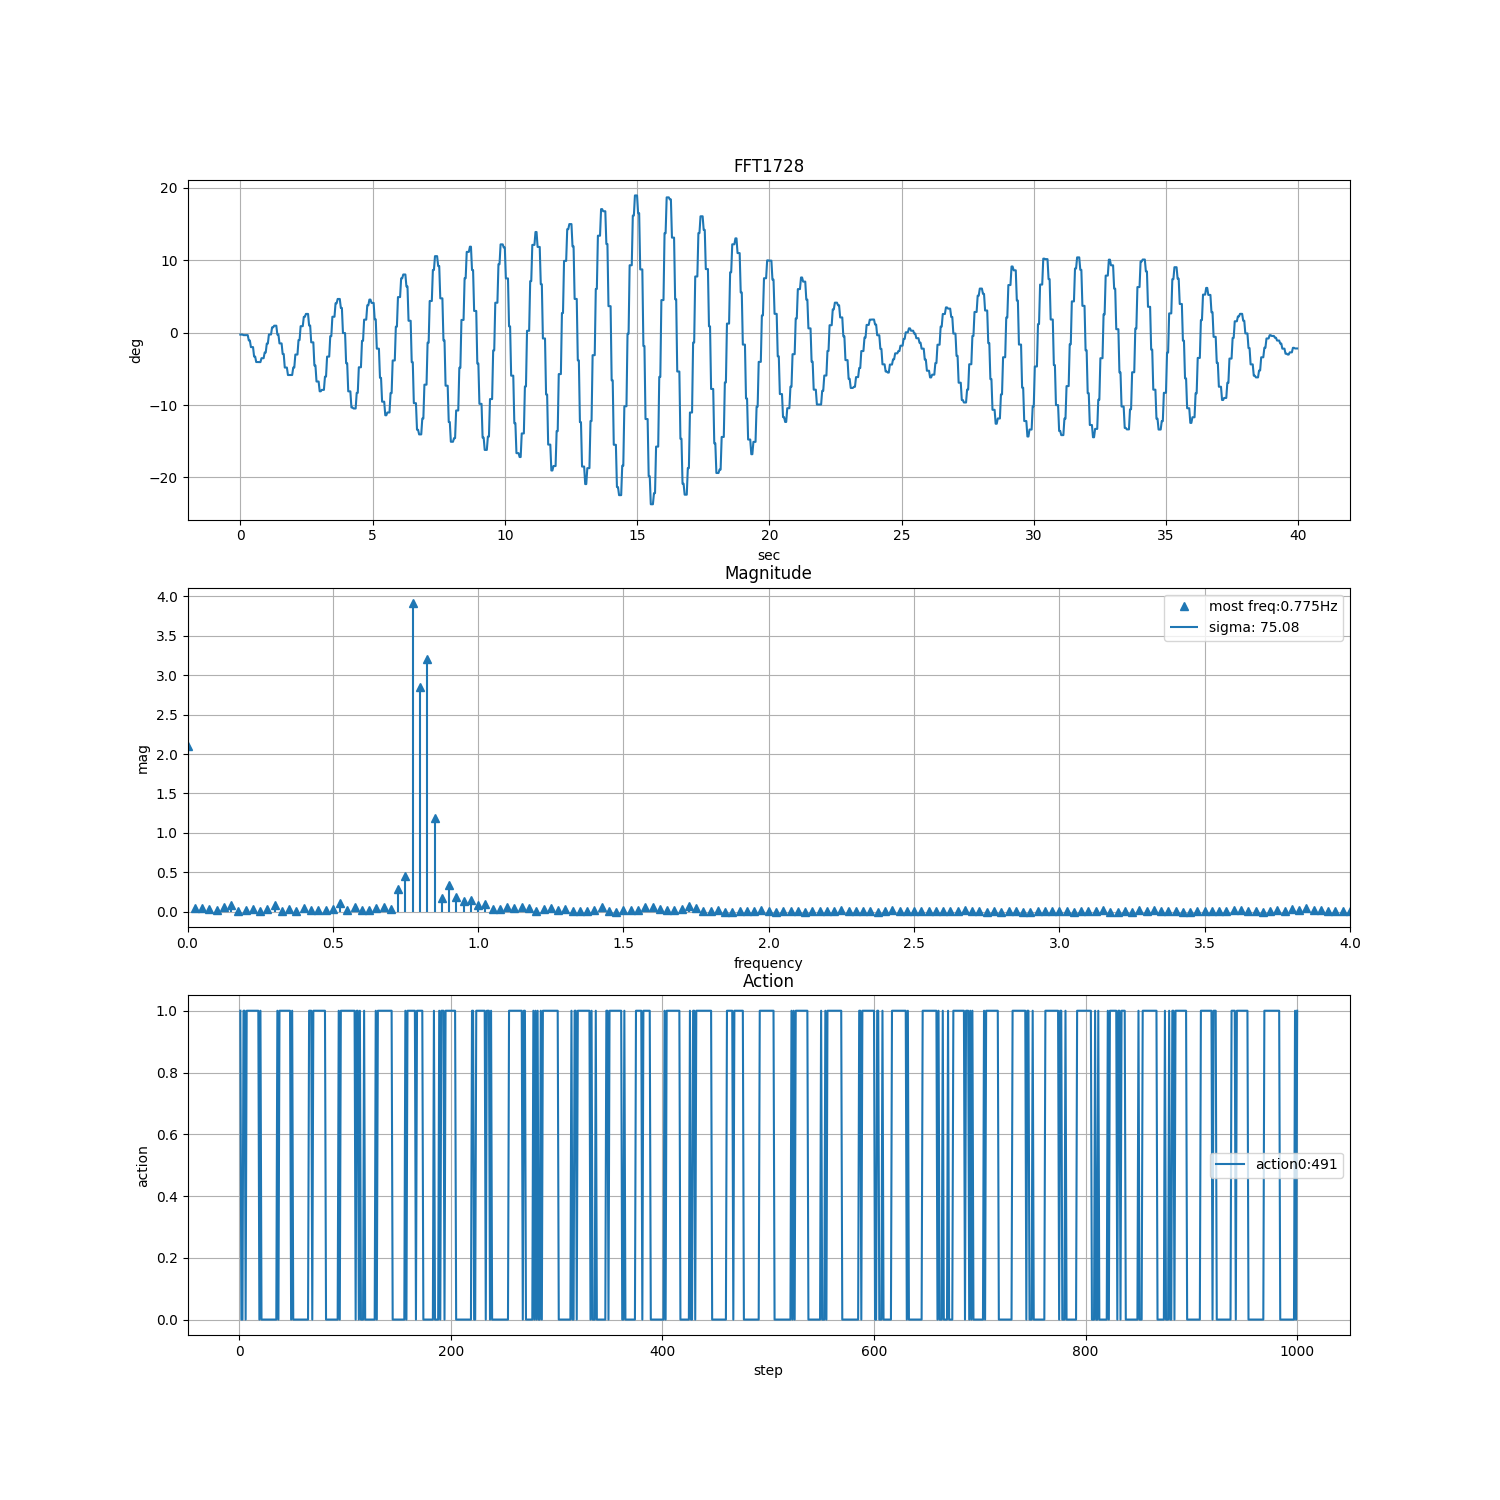 FFT1728
20
10
0
−10
−20
deg
0 5 10 15 20 25 30 35 40
sec
Magnitude
4.0
3.5
3.0
2.5
2.0
1.5
1.0
0.5
0.0
mag
most freq:0.775Hz
sigma: 75.08
0.0 0.5 1.0 1.5 2.0 2.5 3.0 3.5 4.0
frequency
Action
1.0
0.8
0.6
0.4
0.2
0.0
action
action0:491
0 200 400 600 800 1000
step